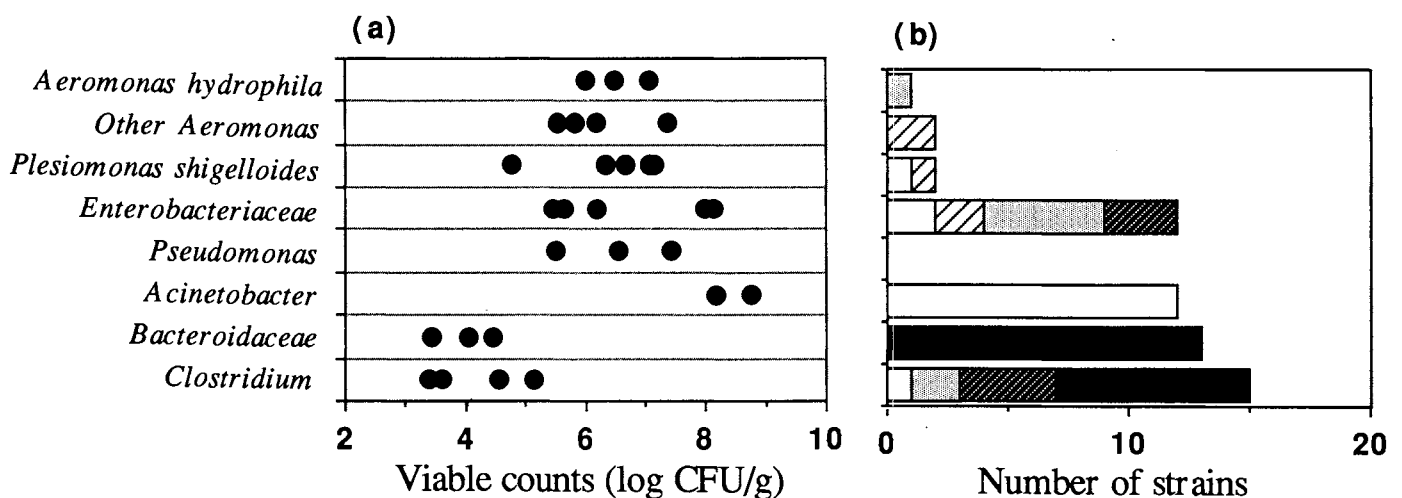 (a)
(b)
Aeromonas hydrophila
Other Aeromonas
Plesiomonas shigelloides
Enterobacteriaceae
Pseudomonas
Acinetobacter
Bacteroidaceae
Clostridium
2 4 6 8 10
0 10 20
Viable counts (log CFU/g)
Number of strains